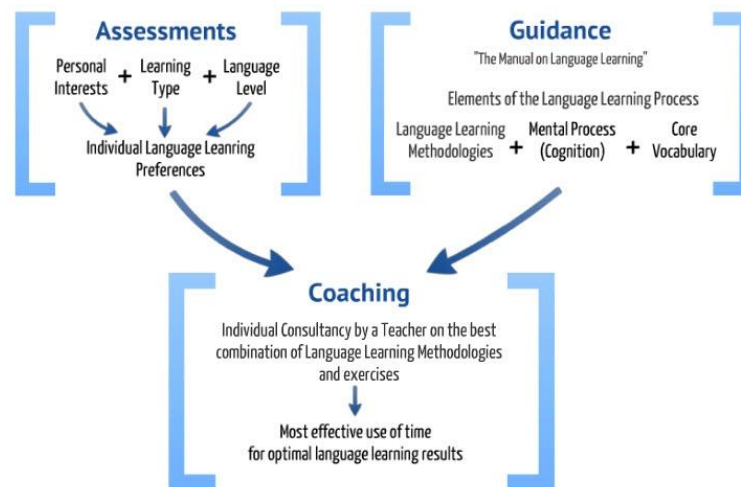 Assessments
Personal Interests + Learning Type + Language Level
Individual Language Leanring
Preferences
Guidance
"The Manual on Language Learning"
Elements of the Language Learning Process
Language Learning Methodologies + Mental Process (Cognition) + Core Vocabulary
Coaching
Individual Consultancy by a Teacher on the best
combination of Language Learning Methodologies
and exercises
Most effective use of time
for optimal language learning results